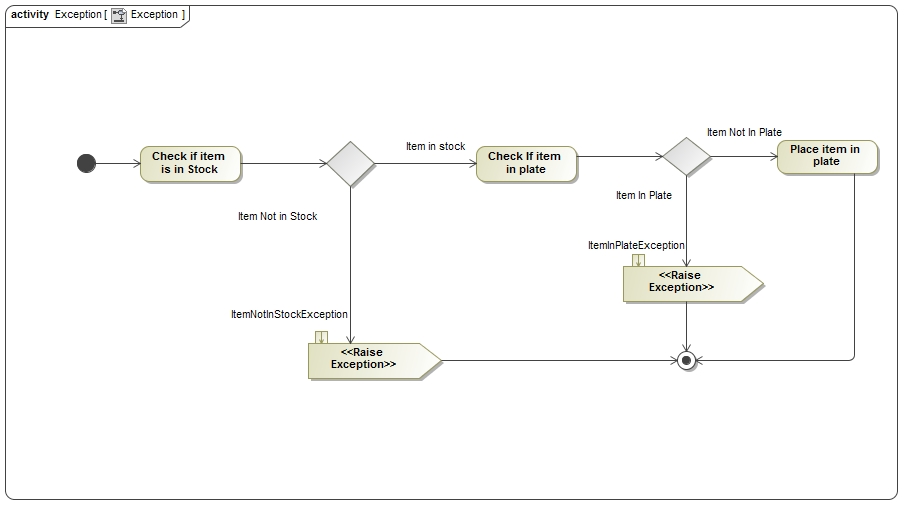 activity Exception [ Exception ]
Item Not In Plate
Check if item
is in Stock
Item in stock
Check If item
in plate
Place item in
plate
Item Not in Stock
Item In Plate
ItemInPlateException
<<Raise
Exception>>
ItemNotInStockException
<<Raise
Exception>>